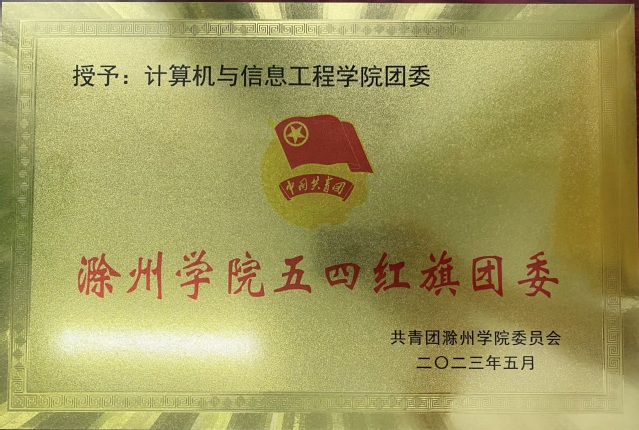 授予：计算机与信息工程学院团委
中国共青团
滁州学院五四红旗团委
共青团滁州学院委员会
二〇二三年五月